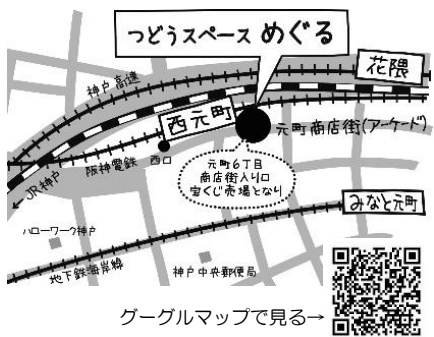 つどうスペース めぐる
花隈
神戸高速
西元町
元町商店街(アーケード)
阪神電鉄
西口
元町6丁目
商店街入り口
宝くじ売場となり
←JR神戸
みなと元町
ハローワーク神戸
地下鉄海岸線
神戸中央郵便局
グーグルマップで見る→